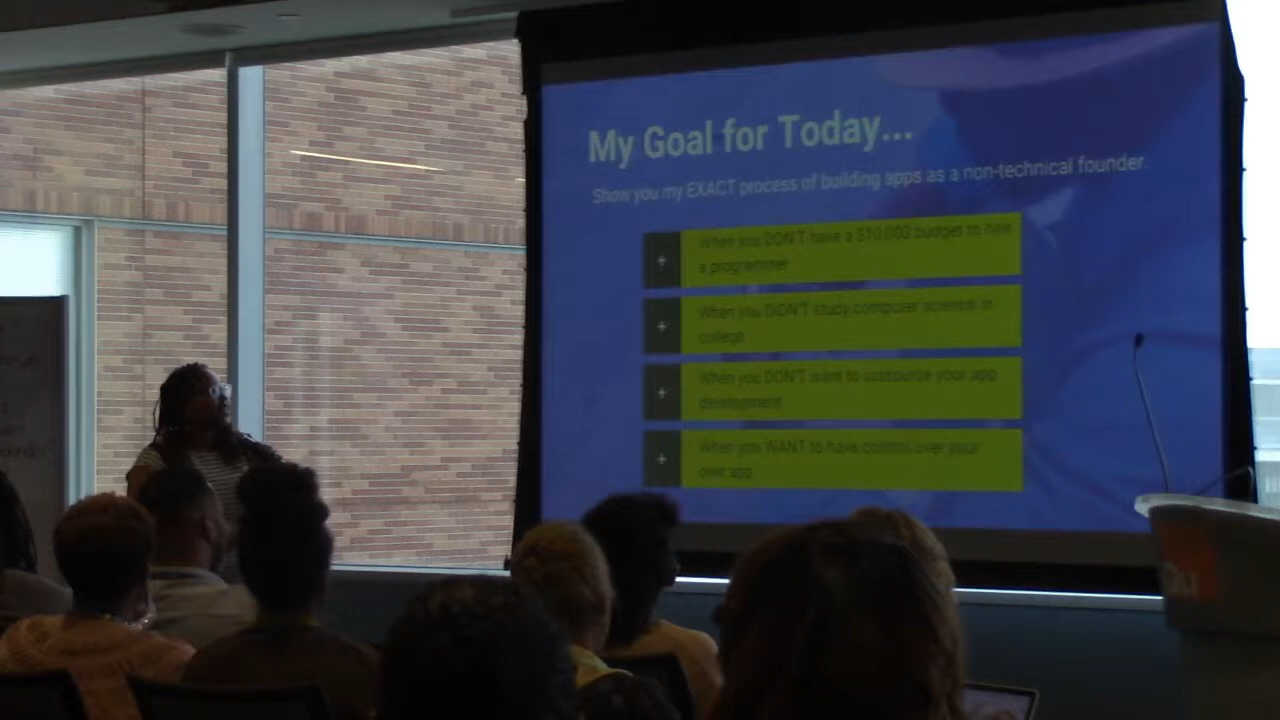 My Goal for Today...
Show you my EXACT process of building apps as a non-technical founder
+ When you DON'T have a $10,000 budget to hire
a programmer
+ When you DIDN'T study computer science in
college
+ When you DON'T want to outsource your app
development
+ When you WANT to have control over your
own app